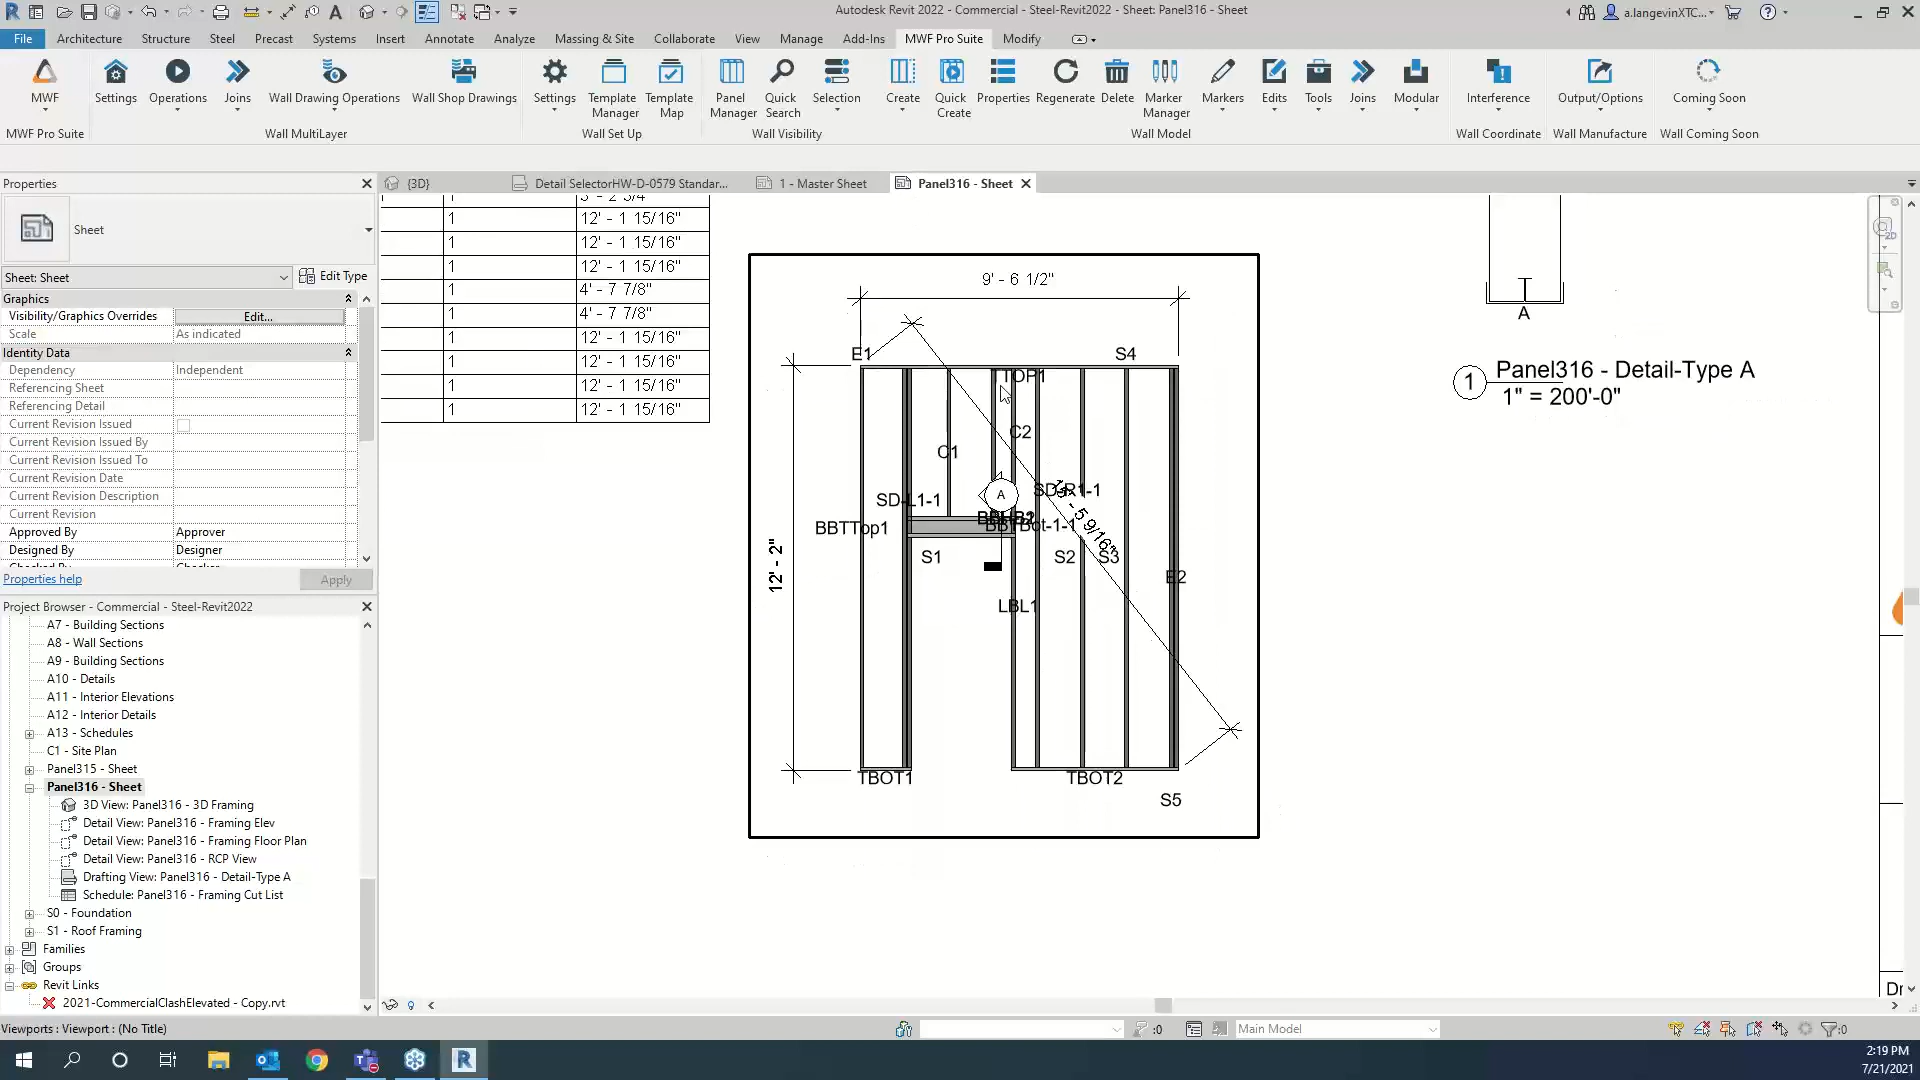 Autodesk Revit 2022 - Commercial - Steel-Revit2022 - Sheet: Panel316 - Sheet
a.langevinXTC...
File Architecture Structure Steel Precast Systems Insert Annotate Analyze Massing & Site Collaborate View Manage Add-Ins MWF Pro Suite Modify
MWF Settings Operations Joins Wall Drawing Operations Wall Shop Drawings Settings Template Manager Template Map Panel Manager Quick Search Selection Create Quick Create Properties Regenerate Delete Marker Manager Markers Edits Tools Joins Modular Interference Output/Options Coming Soon
MWF Pro Suite Wall MultiLayer Wall Set Up Wall Visibility Wall Model Wall Coordinate Wall Manufacture Wall Coming Soon
Properties
{3D} Detail SelectorHW-D-0579 Standar... 1 - Master Sheet Panel316 - Sheet
Sheet
Sheet: Sheet Edit Type
Graphics
Visibility/Graphics Overrides Edit...
Scale As indicated
Identity Data
Dependency Independent
Referencing Sheet
Referencing Detail
Current Revision Issued
Current Revision Issued By
Current Revision Issued To
Current Revision Date
Current Revision Description
Current Revision
Approved By Approver
Designed By Designer
Properties help Apply
Project Browser - Commercial - Steel-Revit2022
A7 - Building Sections
A8 - Wall Sections
A9 - Building Sections
A10 - Details
A11 - Interior Elevations
A12 - Interior Details
A13 - Schedules
C1 - Site Plan
Panel315 - Sheet
Panel316 - Sheet
3D View: Panel316 - 3D Framing
Detail View: Panel316 - Framing Elev
Detail View: Panel316 - Framing Floor Plan
Detail View: Panel316 - RCP View
Drafting View: Panel316 - Detail-Type A
Schedule: Panel316 - Framing Cut List
S0 - Foundation
S1 - Roof Framing
Families
Groups
Revit Links
2021-CommercialClashElevated - Copy.rvt
1 12' - 1 15/16"
1 12' - 1 15/16"
1 12' - 1 15/16"
1 4' - 7 7/8"
1 4' - 7 7/8"
1 12' - 1 15/16"
1 12' - 1 15/16"
1 12' - 1 15/16"
1 12' - 1 15/16"
9' - 6 1/2"
E1
S4
TTOP1
C2
C1
SD-L1-1
A
SD-R1-1
BBTTop1
BBTBot-1-1
5 9/16"
12' - 2"
S1
S2
S3
E2
LBL1
TBOT1
TBOT2
S5
A
1 Panel316 - Detail-Type A
1" = 200'-0"
Viewports : Viewport : (No Title)
:0
Main Model
:0
2:19 PM
7/21/2021